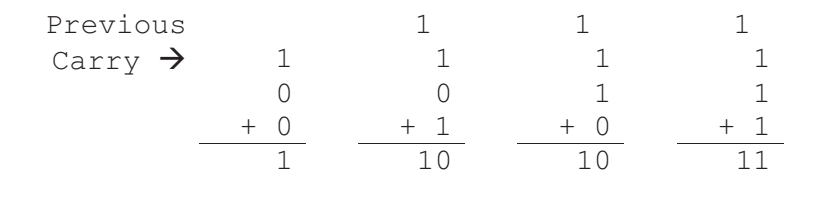 Previous 1 1 1
Carry → 1 1 1 1
0 0 1 1
+ 0 + 1 + 0 + 1
1 10 10 11